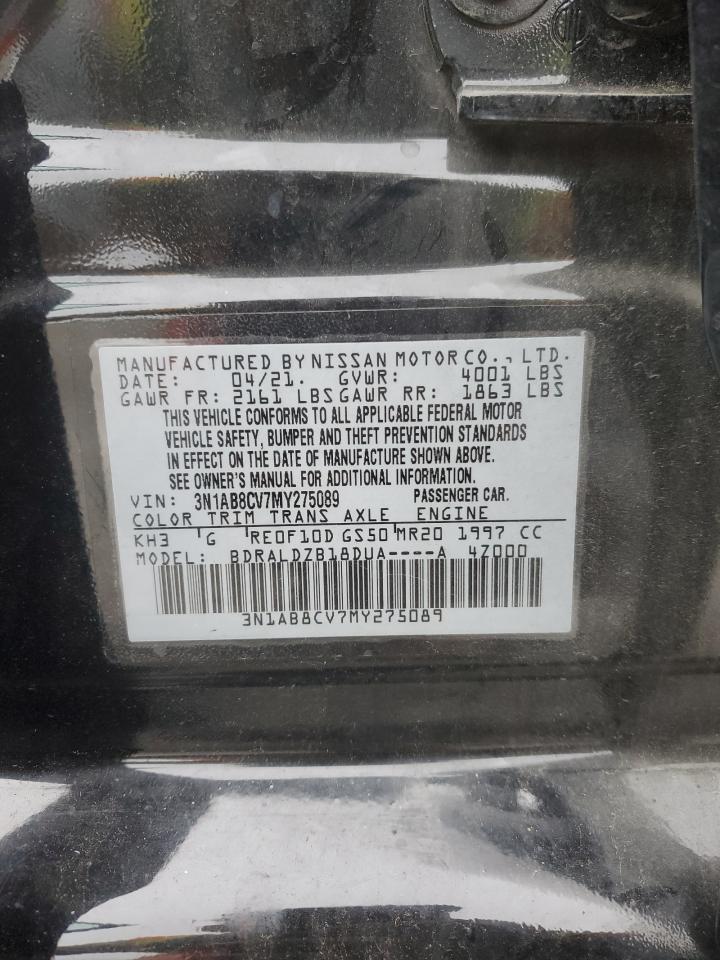 MANUFACTURED BY NISSAN MOTOR CO., LTD.
DATE: 04/21. GVWR: 4001 LBS
GAWR FR: 2161 LBS GAWR RR: 1863 LBS
THIS VEHICLE CONFORMS TO ALL APPLICABLE FEDERAL MOTOR
VEHICLE SAFETY, BUMPER AND THEFT PREVENTION STANDARDS
IN EFFECT ON THE DATE OF MANUFACTURE SHOWN ABOVE.
SEE OWNER'S MANUAL FOR ADDITIONAL INFORMATION.
VIN: 3N1AB8CV7MY275089 PASSENGER CAR.
COLOR TRIM TRANS AXLE ENGINE
KH3 G RE0F10D GS50 MR20 1997 CC
MODEL: BDRALDZB18DUA----A 4Z000
3N1AB8CV7MY275089